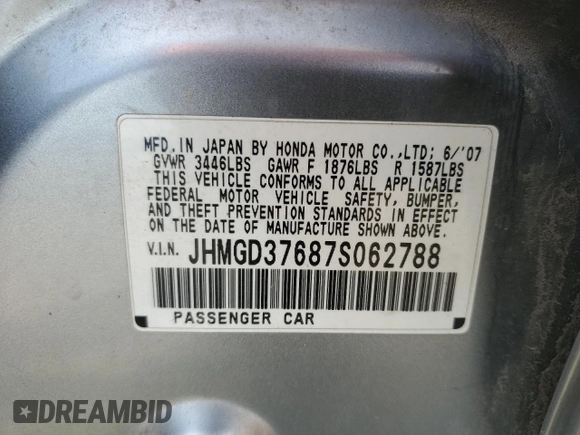 MFD.IN JAPAN BY HONDA MOTOR CO.,LTD; 6/'07
GVWR 3446LBS GAWR F 1876LBS R 1587LBS
THIS VEHICLE CONFORMS TO ALL APPLICABLE
FEDERAL MOTOR VEHICLE SAFETY, BUMPER,
AND THEFT PREVENTION STANDARDS IN EFFECT
ON THE DATE OF MANUFACTURE SHOWN ABOVE.
V.I.N. JHMGD37687S062788
PASSENGER CAR
DREAMBID